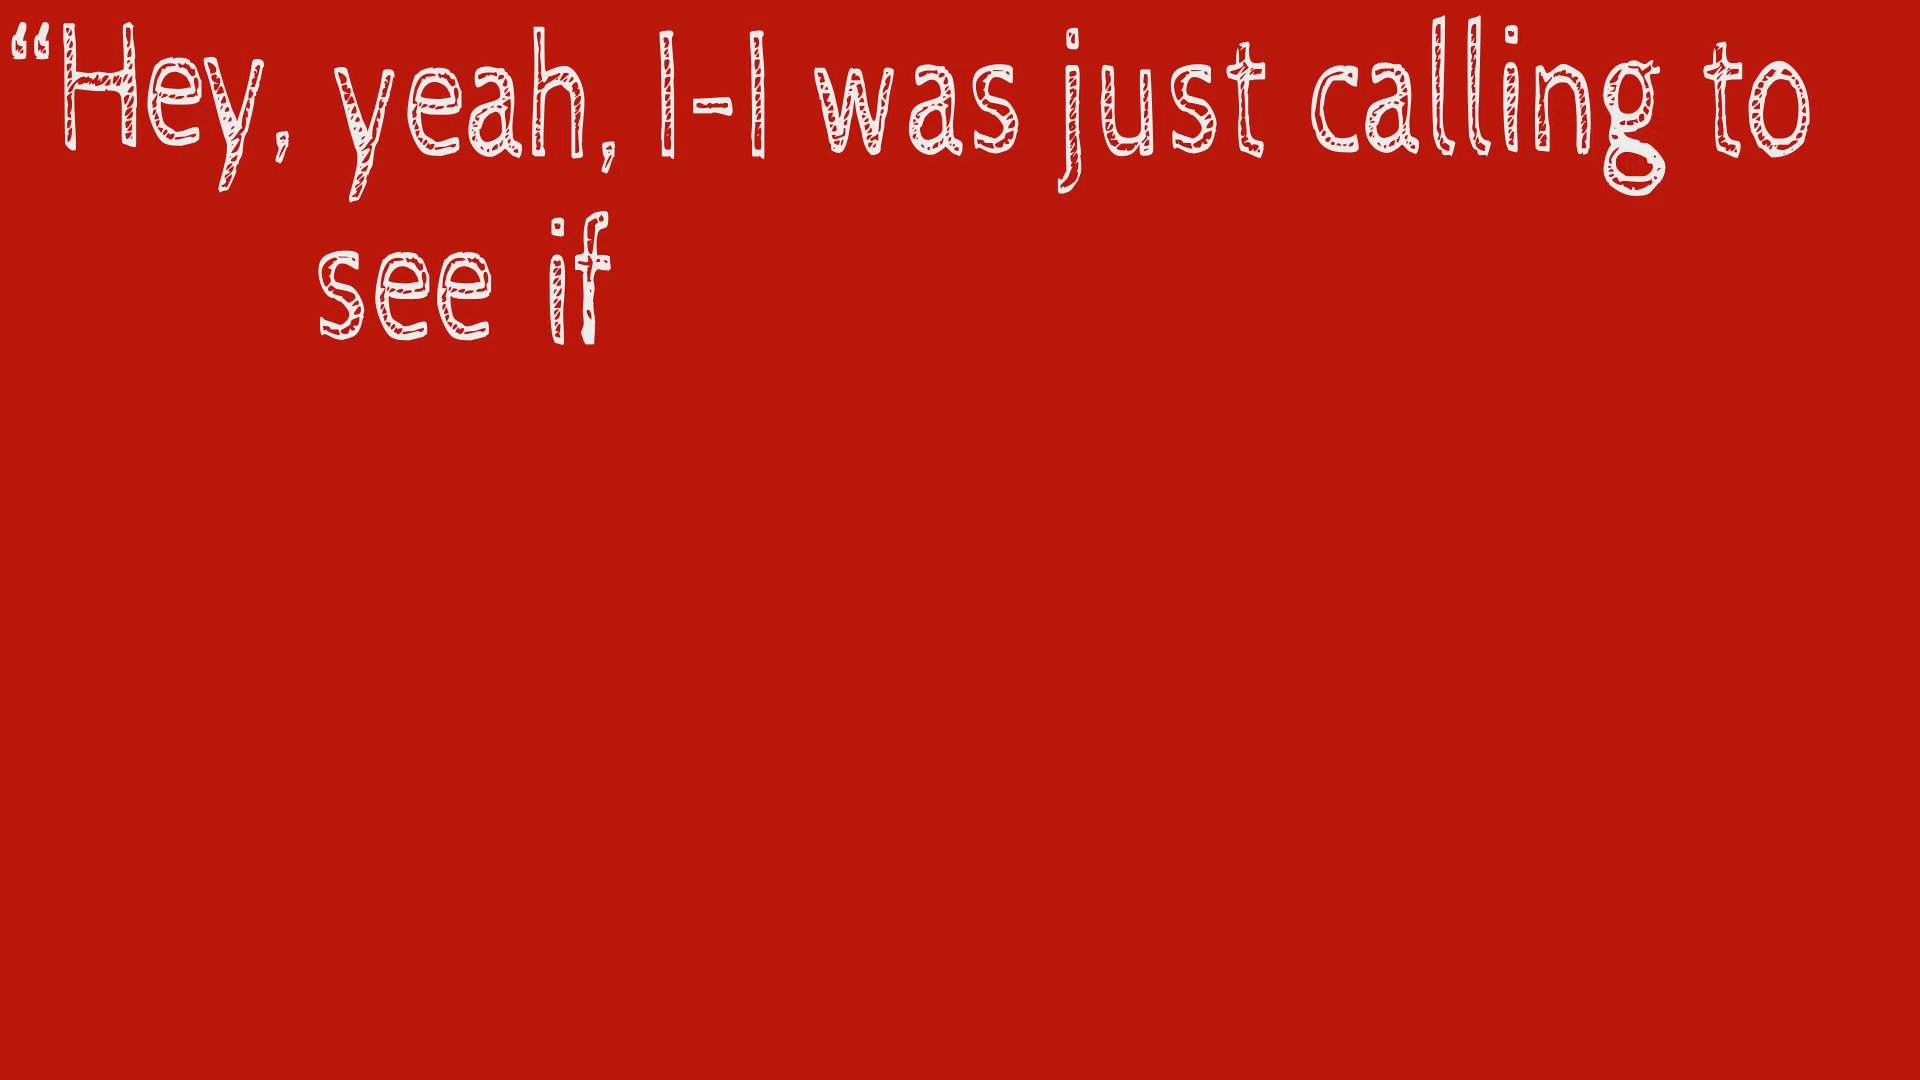 “Hey, yeah, I-I was just calling to
see if